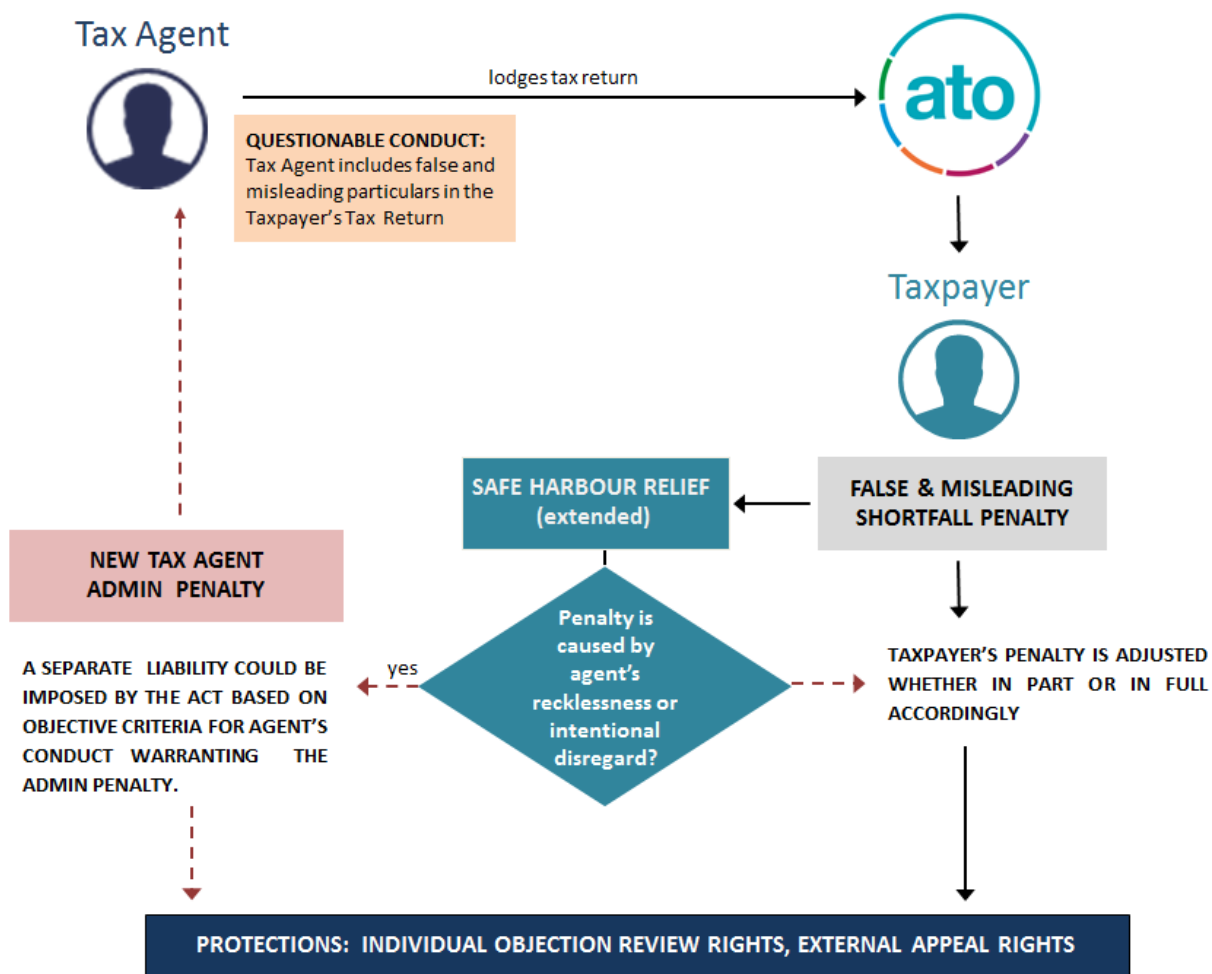 Tax Agent
lodges tax return
ato
QUESTIONABLE CONDUCT:
Tax Agent includes false and
misleading particulars in the
Taxpayer's Tax Return
Taxpayer
SAFE HARBOUR RELIEF
(extended)
FALSE & MISLEADING
SHORTFALL PENALTY
NEW TAX AGENT
ADMIN PENALTY
Penalty is
caused by
agent's
recklessness or
intentional
disregard?
yes
A SEPARATE LIABILITY COULD BE
IMPOSED BY THE ACT BASED ON
OBJECTIVE CRITERIA FOR AGENT'S
CONDUCT WARRANTING THE
ADMIN PENALTY.
TAXPAYER'S PENALTY IS ADJUSTED
WHETHER IN PART OR IN FULL
ACCORDINGLY
PROTECTIONS: INDIVIDUAL OBJECTION REVIEW RIGHTS, EXTERNAL APPEAL RIGHTS